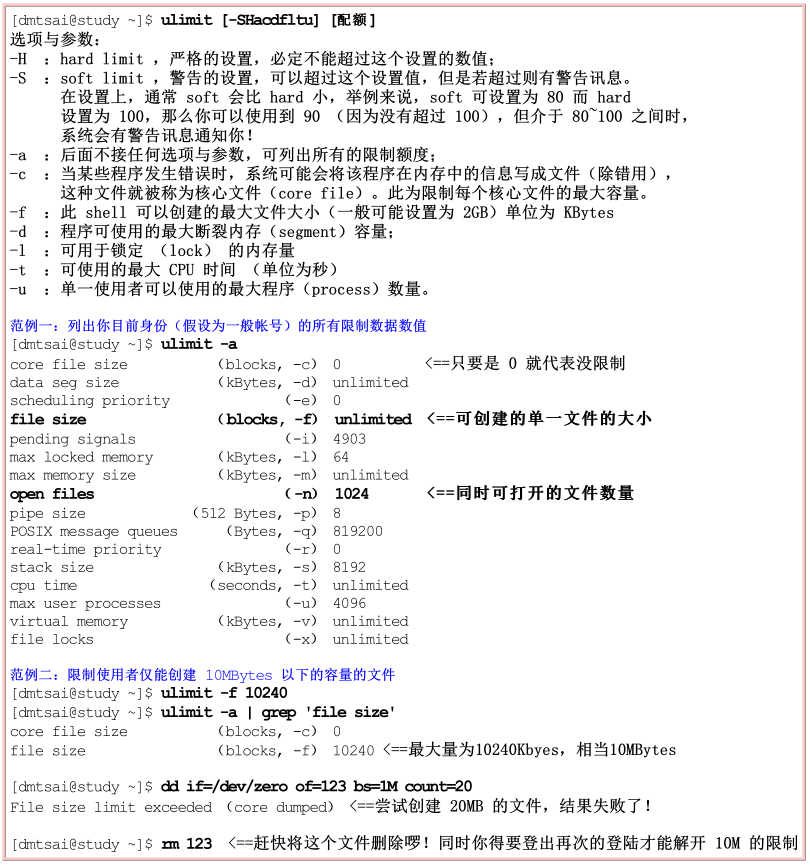 [dmtsai@study ~]$ ulimit [-SHacdfltu] [配额]
选项与参数：
-H ：hard limit ，严格的设置，必定不能超过这个设置的数值；
-S ：soft limit ，警告的设置，可以超过这个设置值，但是若超过则有警告讯息。
在设置上，通常 soft 会比 hard 小，举例来说，soft 可设置为 80 而 hard
设置为 100，那么你可以使用到 90 （因为没有超过 100），但介于 80~100 之间时，
系统会有警告讯息通知你！
-a ：后面不接任何选项与参数，可列出所有的限制额度；
-c ：当某些程序发生错误时，系统可能会将该程序在内存中的信息写成文件（除错用），
这种文件就被称为核心文件（core file）。此为限制每个核心文件的最大容量。
-f ：此 shell 可以创建的最大文件大小（一般可能设置为 2GB）单位为 KBytes
-d ：程序可使用的最大断裂内存（segment）容量；
-l ：可用于锁定 （lock） 的内存量
-t ：可使用的最大 CPU 时间 （单位为秒）
-u ：单一使用者可以使用的最大程序（process）数量。
范例一：列出你目前身份（假设为一般帐号）的所有限制数据数值
[dmtsai@study ~]$ ulimit -a
core file size （blocks, -c） 0 <==只要是 0 就代表没限制
data seg size （kBytes, -d） unlimited
scheduling priority （-e） 0
file size （blocks, -f） unlimited <==可创建的单一文件的大小
pending signals （-i） 4903
max locked memory （kBytes, -l） 64
max memory size （kBytes, -m） unlimited
open files （-n） 1024 <==同时可打开的文件数量
pipe size （512 Bytes, -p） 8
POSIX message queues （Bytes, -q） 819200
real-time priority （-r） 0
stack size （kBytes, -s） 8192
cpu time （seconds, -t） unlimited
max user processes （-u） 4096
virtual memory （kBytes, -v） unlimited
file locks （-x） unlimited
范例二：限制使用者仅能创建 10MBytes 以下的容量的文件
[dmtsai@study ~]$ ulimit -f 10240
[dmtsai@study ~]$ ulimit -a | grep 'file size'
core file size （blocks, -c） 0
file size （blocks, -f） 10240 <==最大量为10240Kbyes，相当10MBytes
[dmtsai@study ~]$ dd if=/dev/zero of=123 bs=1M count=20
File size limit exceeded （core dumped） <==尝试创建 20MB 的文件，结果失败了！
[dmtsai@study ~]$ rm 123 <==赶快将这个文件删除啰！同时你得要登出再次的登陆才能解开 10M 的限制